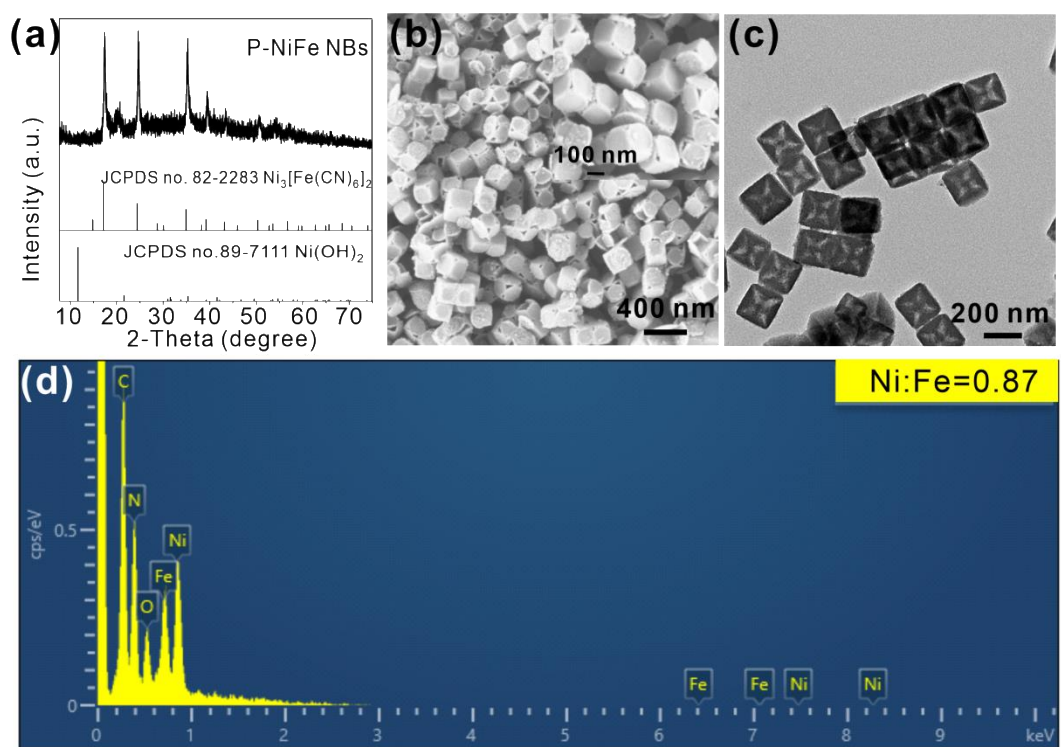 (a)
P-NiFe NBs
JCPDS no. 82-2283 Ni3[Fe(CN)6]2
JCPDS no.89-7111 Ni(OH)2
Intensity (a.u.)
10 20 30 40 50 60 70
2-Theta (degree)
(b)
100 nm
400 nm
(c)
200 nm
(d)
Ni:Fe=0.87
C
N
Ni
Fe
O
Fe Fe Ni Ni
cps/eV
0.5
0
0 1 2 3 4 5 6 7 8 9 keV